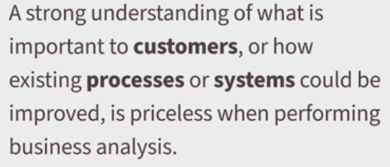 A strong understanding of what is
important to customers, or how
existing processes or systems could be
improved, is priceless when performing
business analysis.